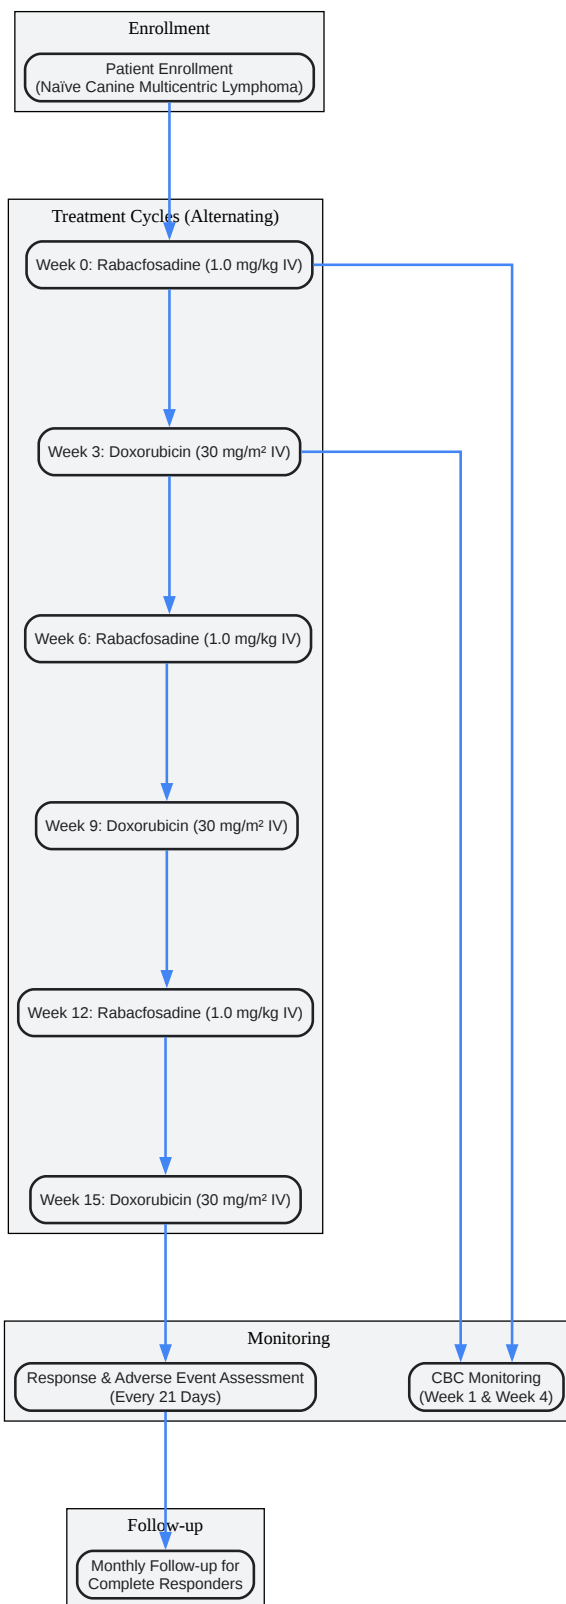 Enrollment
Patient Enrollment
(Naïve Canine Multicentric Lymphoma)
Treatment Cycles (Alternating)
Week 0: Rabacfosadine (1.0 mg/kg IV)
Week 3: Doxorubicin (30 mg/m² IV)
Week 6: Rabacfosadine (1.0 mg/kg IV)
Week 9: Doxorubicin (30 mg/m² IV)
Week 12: Rabacfosadine (1.0 mg/kg IV)
Week 15: Doxorubicin (30 mg/m² IV)
Monitoring
Response & Adverse Event Assessment
(Every 21 Days)
CBC Monitoring
(Week 1 & Week 4)
Follow-up
Monthly Follow-up for
Complete Responders